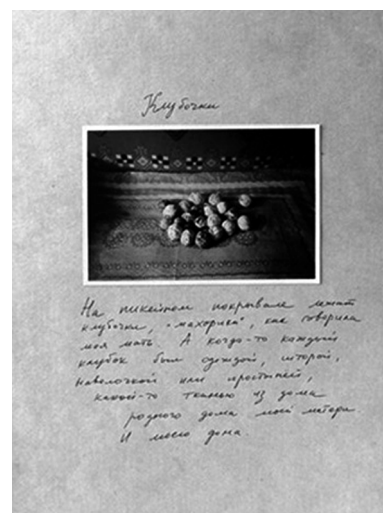 Клубочки
На пикейном покрывале лежат
клубочки, "махорики", как говорила
моя мать. А когда-то каждый
клубок был одеждой, шторой,
наволочкой или простынёй,
какой-то тканью из дома
родного дома моей матери
И моего дома.